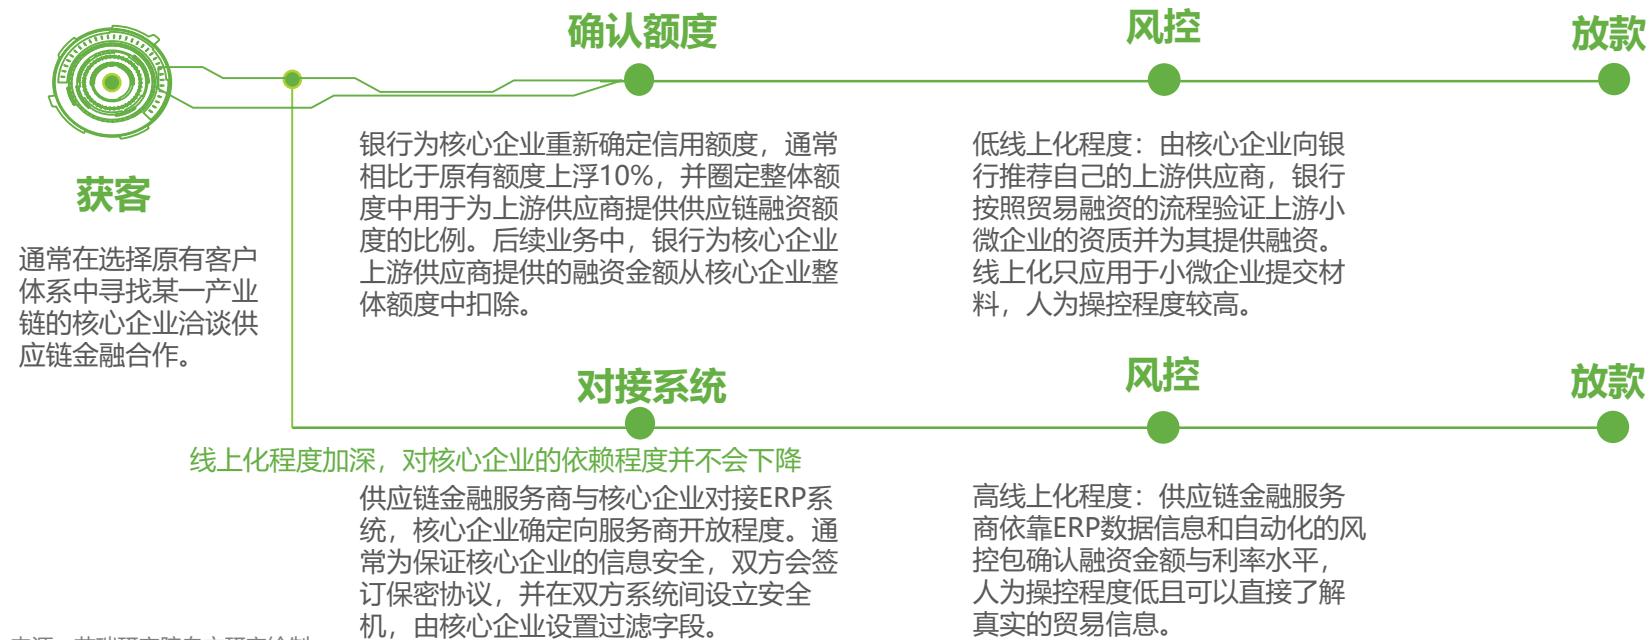 确认额度
风控
放款
获客
通常在选择原有客户
体系中寻找某一产业
链的核心企业洽谈供
应链金融合作。
银行为核心企业重新确定信用额度，通常
相比于原有额度上浮10%，并圈定整体额
度中用于为上游供应商提供供应链融资额
度的比例。后续业务中，银行为核心企业
上游供应商提供的融资金额从核心企业整
体额度中扣除。
低线上化程度：由核心企业向银
行推荐自己的上游供应商，银行
按照贸易融资的流程验证上游小
微企业的资质并为其提供融资。
线上化只应用于小微企业提交材
料，人为操控程度较高。
对接系统
风控
放款
线上化程度加深，对核心企业的依赖程度并不会下降
供应链金融服务商与核心企业对接ERP系
统，核心企业确定向服务商开放程度。通
常为保证核心企业的信息安全，双方会签
订保密协议，并在双方系统间设立安全
机，由核心企业设置过滤字段。
高线上化程度：供应链金融服务
商依靠ERP数据信息和自动化的风
控包确认融资金额与利率水平，
人为操控程度低且可以直接了解
真实的贸易信息。